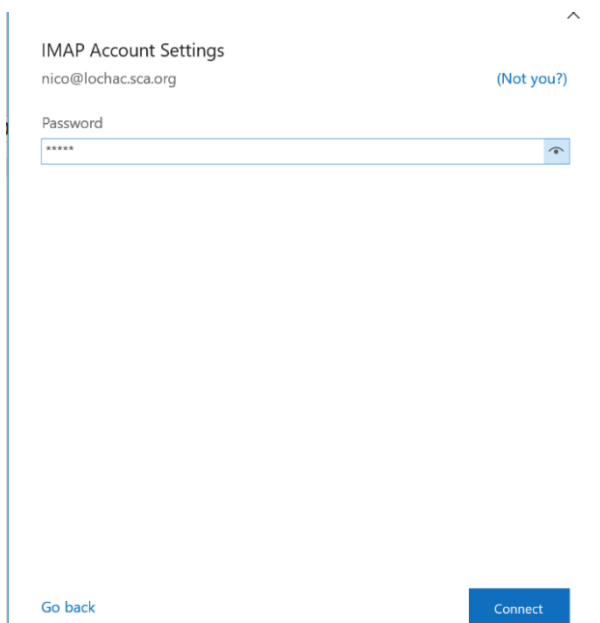 IMAP Account Settings
nico@lochac.sca.org (Not you?)
Password
*****
Go back Connect